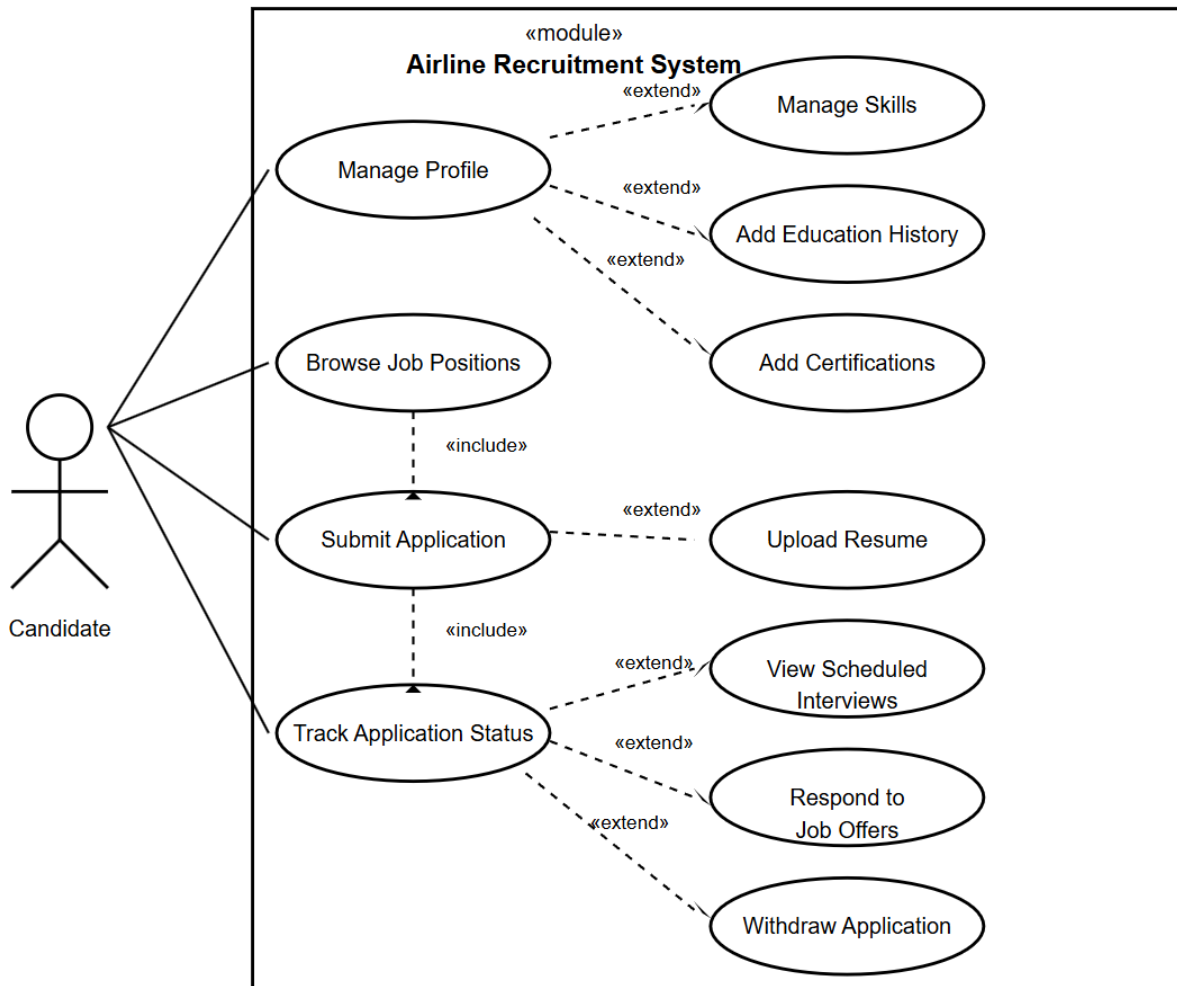 «module»
Airline Recruitment System
«extend»
Manage Skills
Manage Profile
«extend»
Add Education History
«extend»
Browse Job Positions
Add Certifications
«include»
«extend»
Submit Application
Upload Resume
Candidate
«include»
«extend»
View Scheduled
Interviews
Track Application Status
«extend»
Respond to
Job Offers
«extend»
Withdraw Application